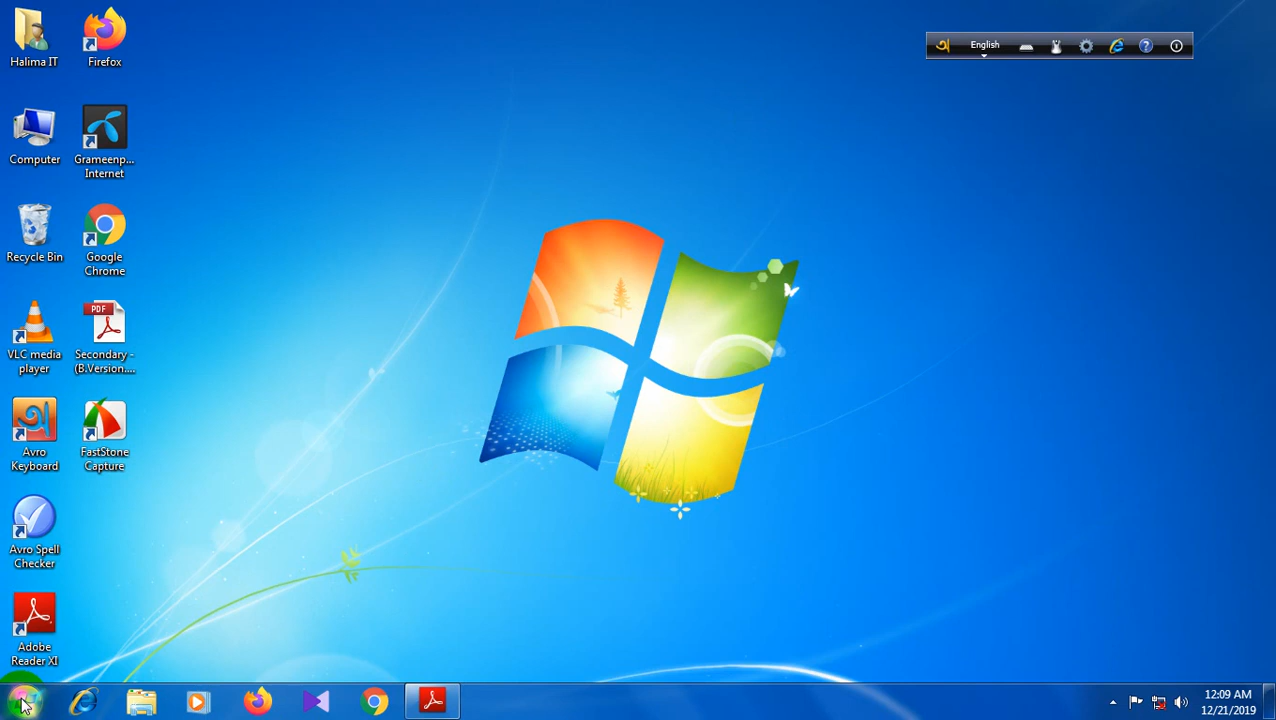 Halima IT
Firefox
অ English
Computer
Grameenp...
Internet
Recycle Bin
Google
Chrome
VLC media
player
PDF
Secondary -
(B.Version....
অ
Avro
Keyboard
FastStone
Capture
Avro Spell
Checker
Adobe
Reader XI
12:09 AM
12/21/2019